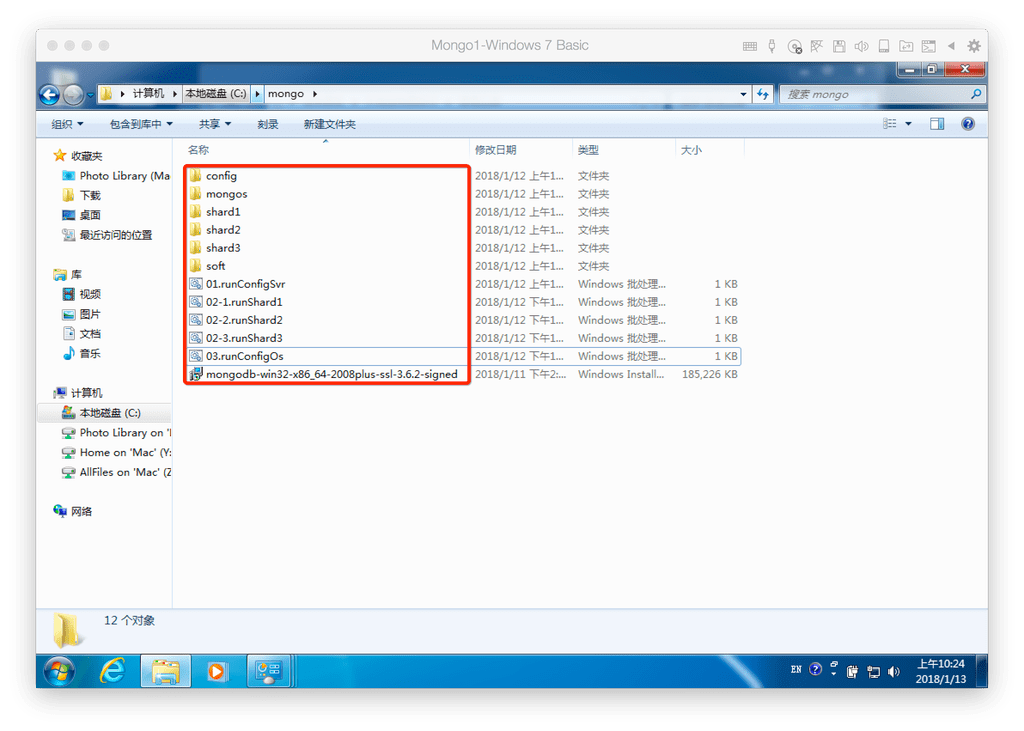 Mongo1-Windows 7 Basic
计算机 本地磁盘 (C:) mongo
搜索 mongo
组织 包含到库中 共享 刻录 新建文件夹
名称 修改日期 类型 大小
收藏夹
Photo Library (Ma
下载
桌面
最近访问的位置
库
视频
图片
文档
音乐
计算机
本地磁盘 (C:)
Photo Library on '
Home on 'Mac' (Y:
AllFiles on 'Mac' (Z
网络
config 2018/1/12 上午1... 文件夹
mongos 2018/1/12 上午1... 文件夹
shard1 2018/1/12 上午1... 文件夹
shard2 2018/1/12 上午1... 文件夹
shard3 2018/1/12 上午1... 文件夹
soft 2018/1/12 上午1... 文件夹
01.runConfigSvr 2018/1/12 上午1... Windows 批处理... 1 KB
02-1.runShard1 2018/1/12 下午1... Windows 批处理... 1 KB
02-2.runShard2 2018/1/12 下午1... Windows 批处理... 1 KB
02-3.runShard3 2018/1/12 下午1... Windows 批处理... 1 KB
03.runConfigOs 2018/1/12 下午1... Windows 批处理... 1 KB
mongodb-win32-x86_64-2008plus-ssl-3.6.2-signed 2018/1/11 下午2:... Windows Install... 185,226 KB
12 个对象
EN
上午10:24
2018/1/13